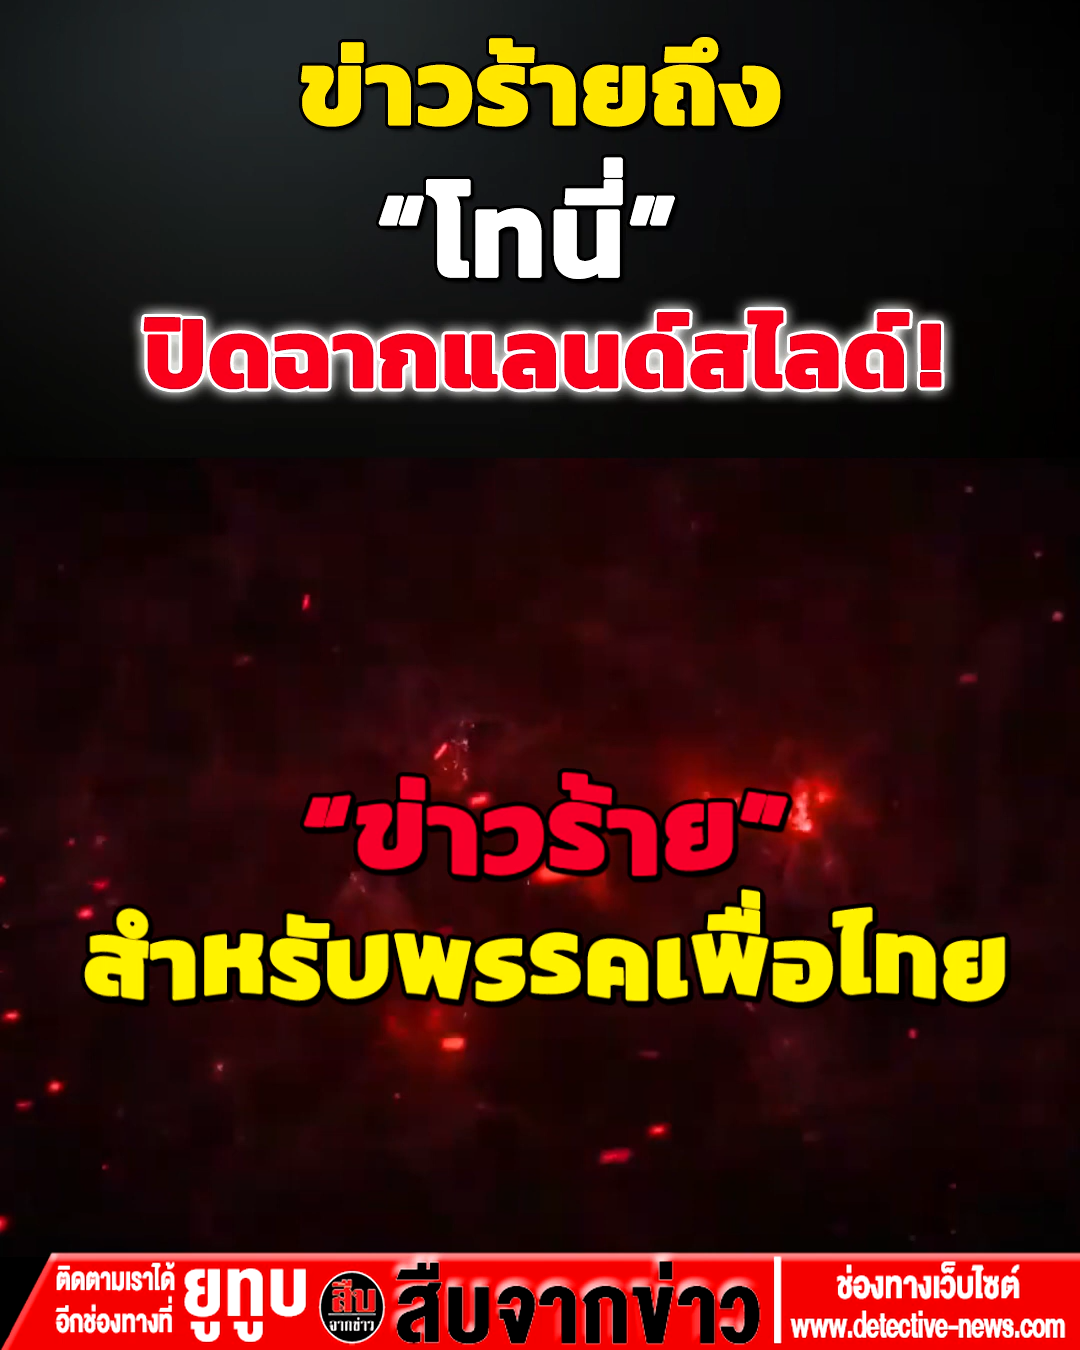 ข่าวร้ายถึง
“โทนี่”
ปิดฉากแลนด์สไลด์!
“ข่าวร้าย”
สำหรับพรรคเพื่อไทย
ติดตามเราได้
อีกช่องทางที่
ยูทูบ
สืบ
จากข่าว
สืบจากข่าว
ช่องทางเว็บไซต์
www.detective-news.com